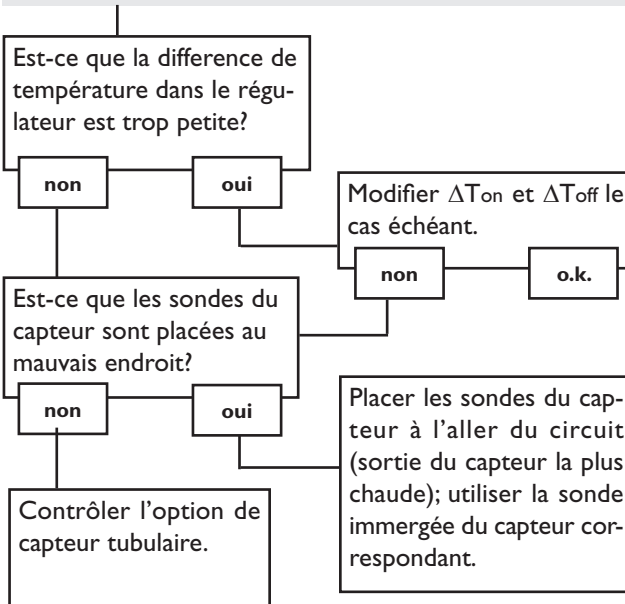 Est-ce que la difference de
température dans le régu-
lateur est trop petite?
non
oui
Modifier ΔTon et ΔToff le
cas échéant.
non
o.k.
Est-ce que les sondes du
capteur sont placées au
mauvais endroit?
non
oui
Placer les sondes du cap-
teur à l’aller du circuit
(sortie du capteur la plus
chaude); utiliser la sonde
immergée du capteur cor-
respondant.
Contrôler l’option de
capteur tubulaire.